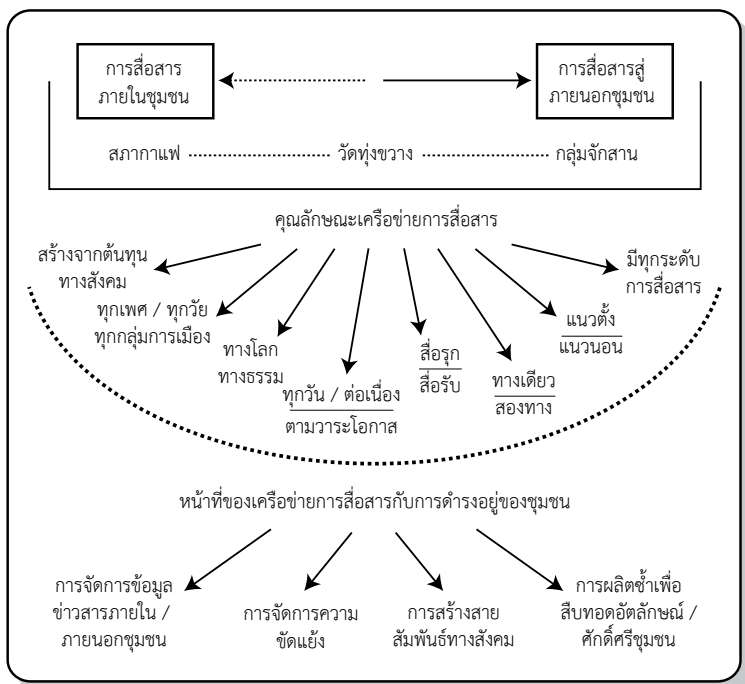 การสื่อสาร
ภายในชุมชน
การสื่อสารสู่
ภายนอกชุมชน
สภากาแฟ วัดทุ่งขวาง กลุ่มจักสาน
คุณลักษณะเครือข่ายการสื่อสาร
สร้างจากต้นทุน
ทางสังคม
ทุกเพศ / ทุกวัย
ทุกกลุ่มการเมือง
ทางโลก
ทางธรรม
ทุกวัน / ต่อเนื่อง
ตามวาระโอกาส
สื่อรุก
สื่อรับ
ทางเดียว
สองทาง
แนวตั้ง
แนวนอน
มีทุกระดับ
การสื่อสาร
หน้าที่ของเครือข่ายการสื่อสารกับการดำรงอยู่ของชุมชน
การจัดการข้อมูล
ข่าวสารภายใน /
ภายนอกชุมชน
การจัดการความ
ขัดแย้ง
การสร้างสาย
สัมพันธ์ทางสังคม
การผลิตซ้ำเพื่อ
สืบทอดอัตลักษณ์ /
ศักดิ์ศรีชุมชน